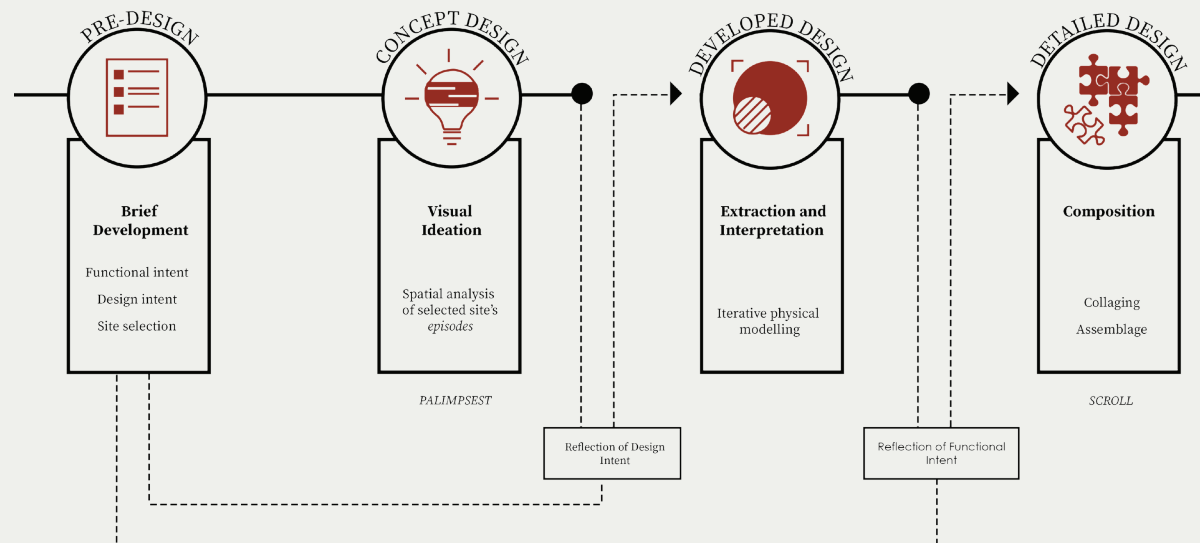 PRE-DESIGN
CONCEPT DESIGN
DEVELOPED DESIGN
DETAILED DESIGN
Brief
Development
Functional intent
Design intent
Site selection
Visual
Ideation
Spatial analysis
of selected site's
episodes
PALIMPSEST
Extraction and
Interpretation
Iterative physical
modelling
Composition
Collaging
Assemblage
SCROLL
Reflection of Design
Intent
Reflection of Functional
Intent